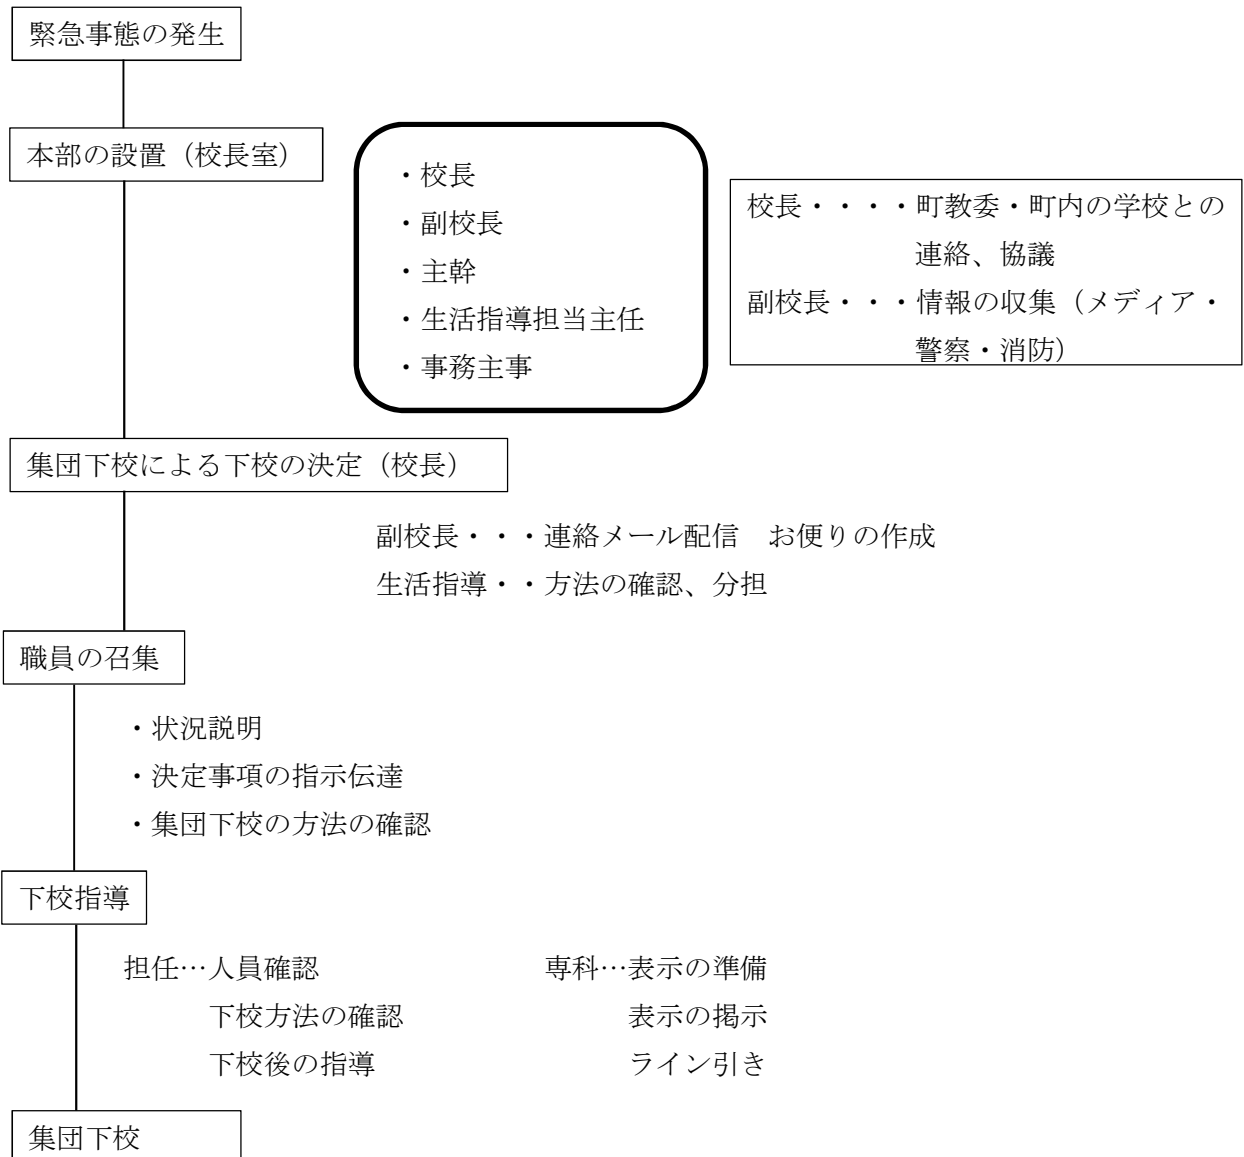 緊急事態の発生
本部の設置（校長室）
・校長
・副校長
・主幹
・生活指導担当主任
・事務主事
校長・・・・町教委・町内の学校との
連絡、協議
副校長・・・情報の収集（メディア・
警察・消防）
集団下校による下校の決定（校長）
副校長・・・連絡メール配信　お便りの作成
生活指導・・方法の確認、分担
職員の召集
・状況説明
・決定事項の指示伝達
・集団下校の方法の確認
下校指導
担任…人員確認
下校方法の確認
下校後の指導
専科…表示の準備
表示の掲示
ライン引き
集団下校